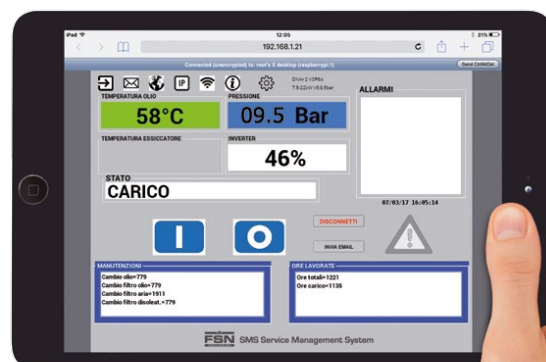 iPad
12:05
31%
192.168.1.21
Connected (unencrypted) to: root's X desktop (raspberrypi:1)
Send CtrlAltDel
IP
TEMPERATURA OLIO
58°C
PRESSIONE
09.5 Bar
ALLARMI
TEMPERATURA ESSICCATORE
INVERTER
46%
STATO
CARICO
07/03/17 16:05:14
I
O
DISCONNETTI
INVIA EMAIL
MANUTENZIONI
Cambio olio=779
Cambio filtro olio=779
Cambio filtro aria=1911
Cambio filtro disoleat.=779
ORE LAVORATE
Ore totali=1221
Ore carico=1135
FSN SMS Service Management System